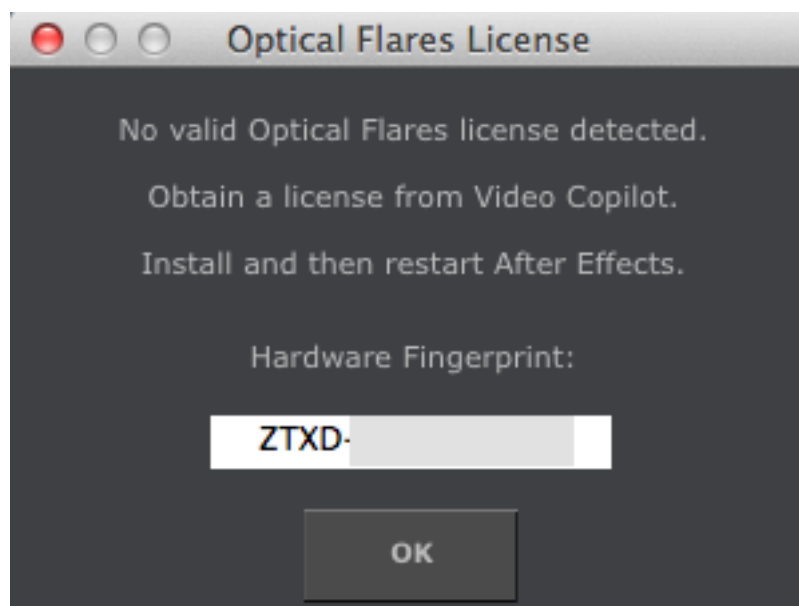 Optical Flares License
No valid Optical Flares license detected.
Obtain a license from Video Copilot.
Install and then restart After Effects.
Hardware Fingerprint:
ZTXD-
OK